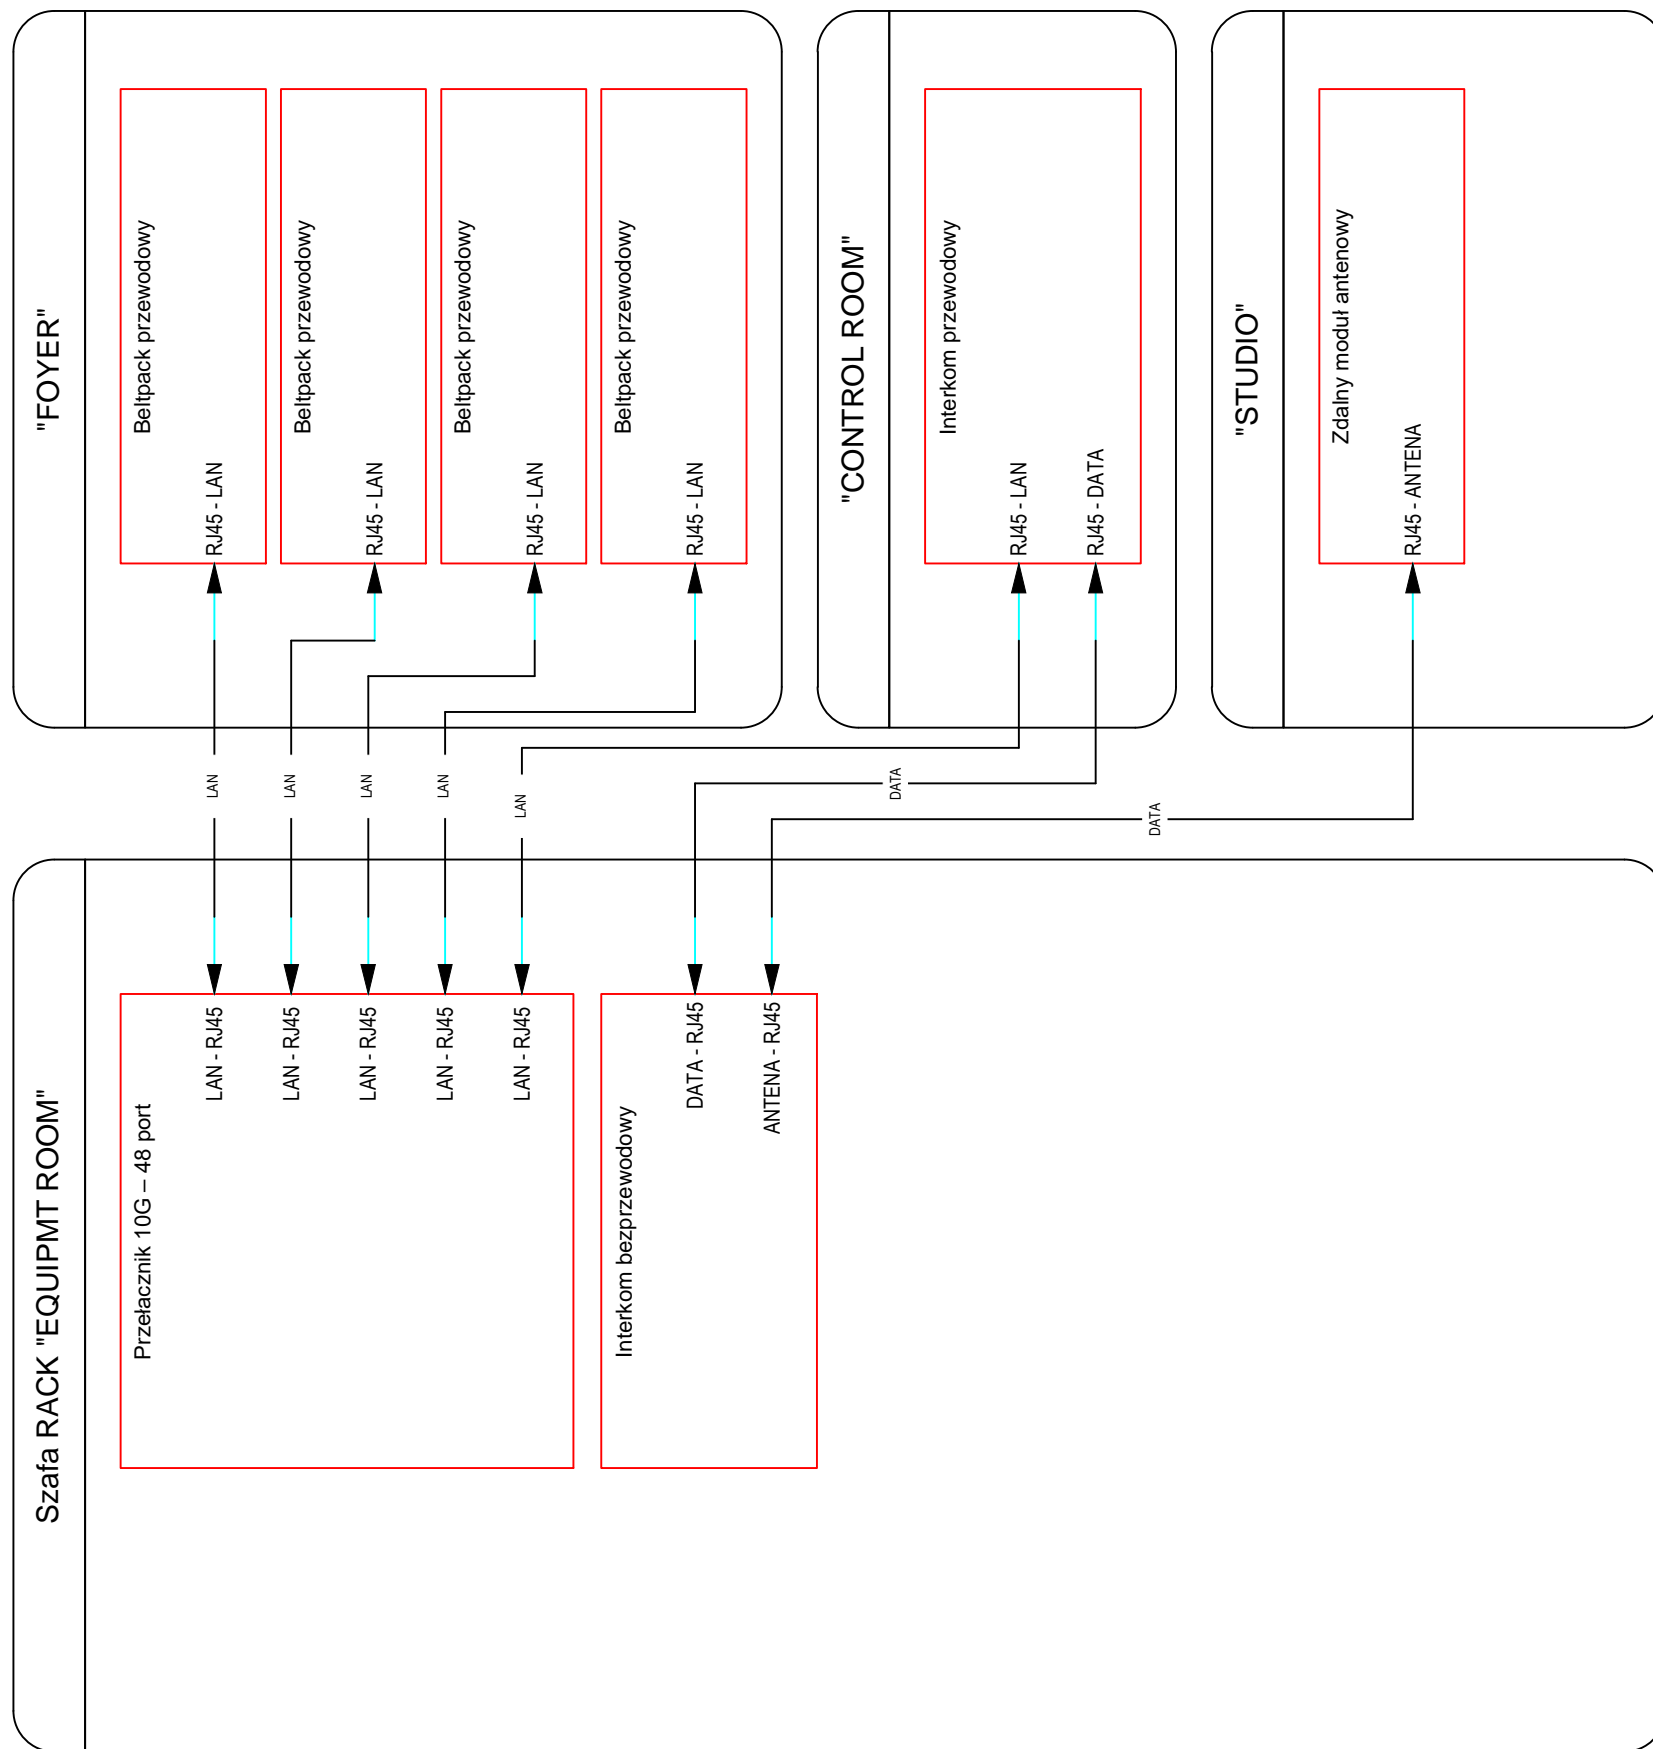 Szafa RACK "EQUIPMT ROOM"
Przełacznik 10G – 48 port
LAN - RJ45
LAN - RJ45
LAN - RJ45
LAN - RJ45
LAN - RJ45
Interkom bezprzewodowy
DATA - RJ45
ANTENA - RJ45
LAN
LAN
LAN
LAN
LAN
DATA
DATA
"FOYER"
Beltpack przewodowy
RJ45 - LAN
Beltpack przewodowy
RJ45 - LAN
Beltpack przewodowy
RJ45 - LAN
Beltpack przewodowy
RJ45 - LAN
"CONTROL ROOM"
Interkom przewodowy
RJ45 - LAN
RJ45 - DATA
"STUDIO"
Zdalny moduł antenowy
RJ45 - ANTENA